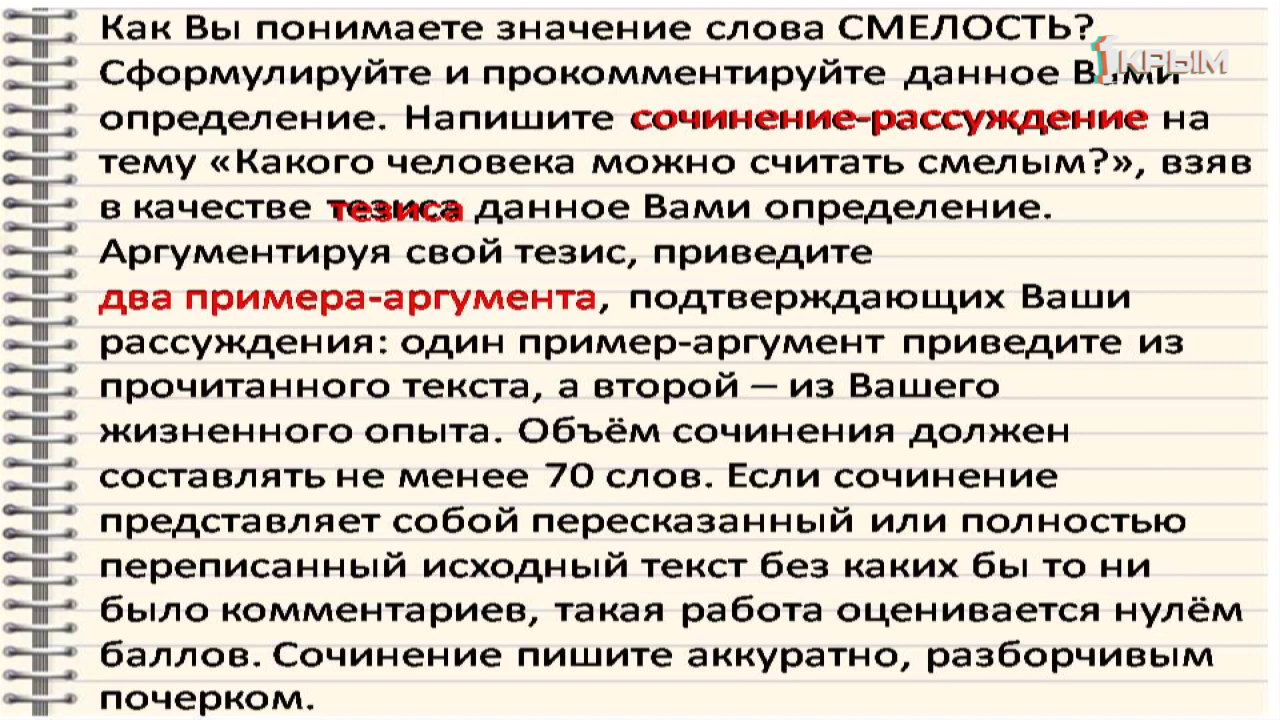 Как Вы понимаете значение слова СМЕЛОСТЬ?
Сформулируйте и прокомментируйте данное Вами
определение. Напишите сочинение-рассуждение на
тему «Какого человека можно считать смелым?», взяв
в качестве тезиса данное Вами определение.
Аргументируя свой тезис, приведите
два примера-аргумента, подтверждающих Ваши
рассуждения: один пример-аргумент приведите из
прочитанного текста, а второй – из Вашего
жизненного опыта. Объём сочинения должен
составлять не менее 70 слов. Если сочинение
представляет собой пересказанный или полностью
переписанный исходный текст без каких бы то ни
было комментариев, такая работа оценивается нулём
баллов. Сочинение пишите аккуратно, разборчивым
почерком.
1 КРЫМ